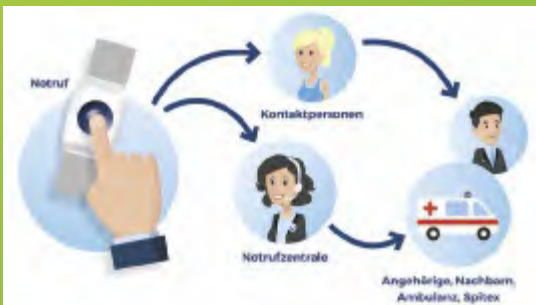 Notruf
Kontaktpersonen
Notrufzentrale
Angehörige, Nachbarn,
Ambulanz, Spitex